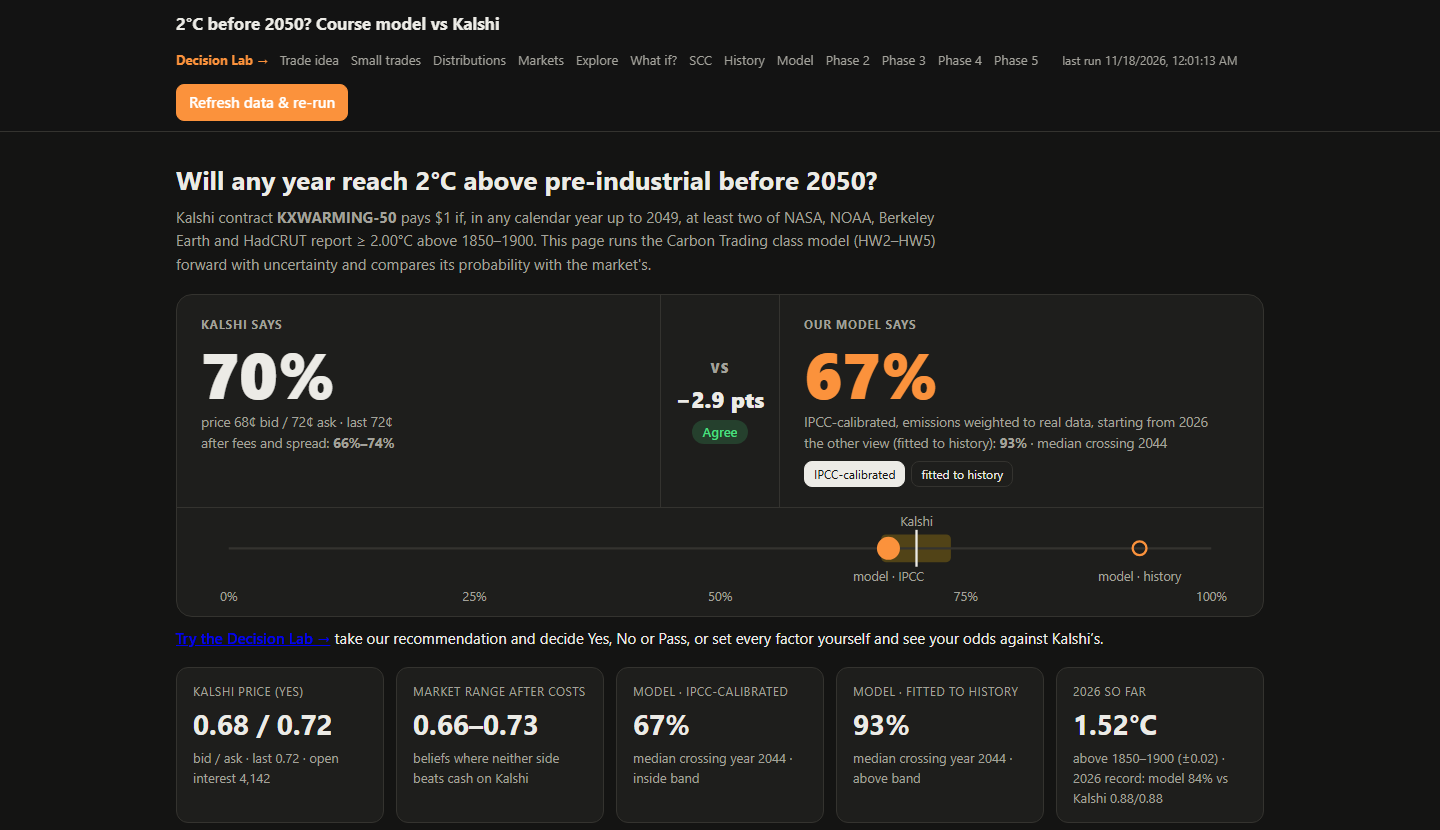 2°C before 2050? Course model vs Kalshi
Decision Lab → Trade idea Small trades Distributions Markets Explore What if? SCC History Model Phase 2 Phase 3 Phase 4 Phase 5 last run 11/18/2026, 12:01:13 AM
Refresh data & re-run
Will any year reach 2°C above pre-industrial before 2050?
Kalshi contract KXWARMING-50 pays $1 if, in any calendar year up to 2049, at least two of NASA, NOAA, Berkeley
Earth and HadCRUT report ≥ 2.00°C above 1850–1900. This page runs the Carbon Trading class model (HW2–HW5)
forward with uncertainty and compares its probability with the market's.
KALSHI SAYS
70%
price 68¢ bid / 72¢ ask · last 72¢
after fees and spread: 66%–74%
VS
−2.9 pts
Agree
OUR MODEL SAYS
67%
IPCC-calibrated, emissions weighted to real data, starting from 2026
the other view (fitted to history): 93% · median crossing 2044
IPCC-calibrated fitted to history
Kalshi
model · IPCC model · history
0% 25% 50% 75% 100%
Try the Decision Lab → take our recommendation and decide Yes, No or Pass, or set every factor yourself and see your odds against Kalshi's.
KALSHI PRICE (YES)
0.68 / 0.72
bid / ask · last 0.72 · open
interest 4,142
MARKET RANGE AFTER COSTS
0.66–0.73
beliefs where neither side
beats cash on Kalshi
MODEL · IPCC-CALIBRATED
67%
median crossing year 2044 ·
inside band
MODEL · FITTED TO HISTORY
93%
median crossing year 2044 ·
above band
2026 SO FAR
1.52°C
above 1850–1900 (±0.02) ·
2026 record: model 84% vs
Kalshi 0.88/0.88